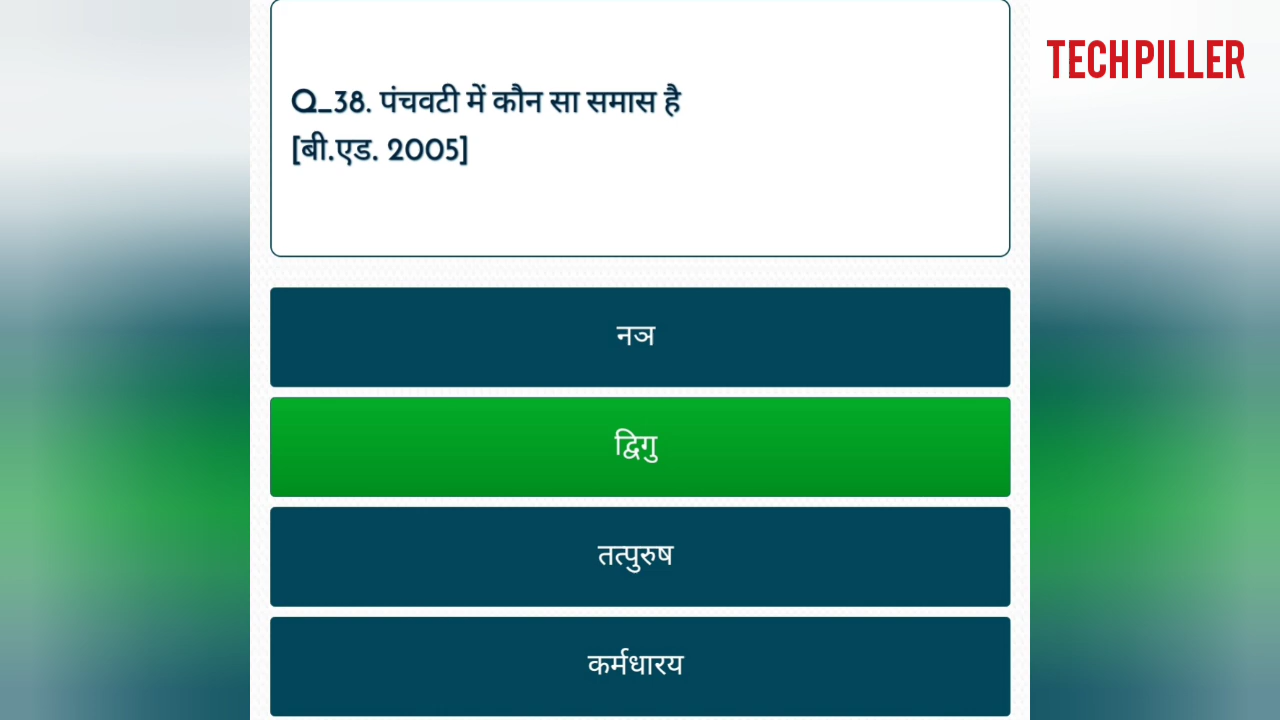 TECHPILLER
Q_38. पंचवटी में कौन सा समास है
[बी.एड. 2005]
नञ
द्विगु
तत्पुरुष
कर्मधारय